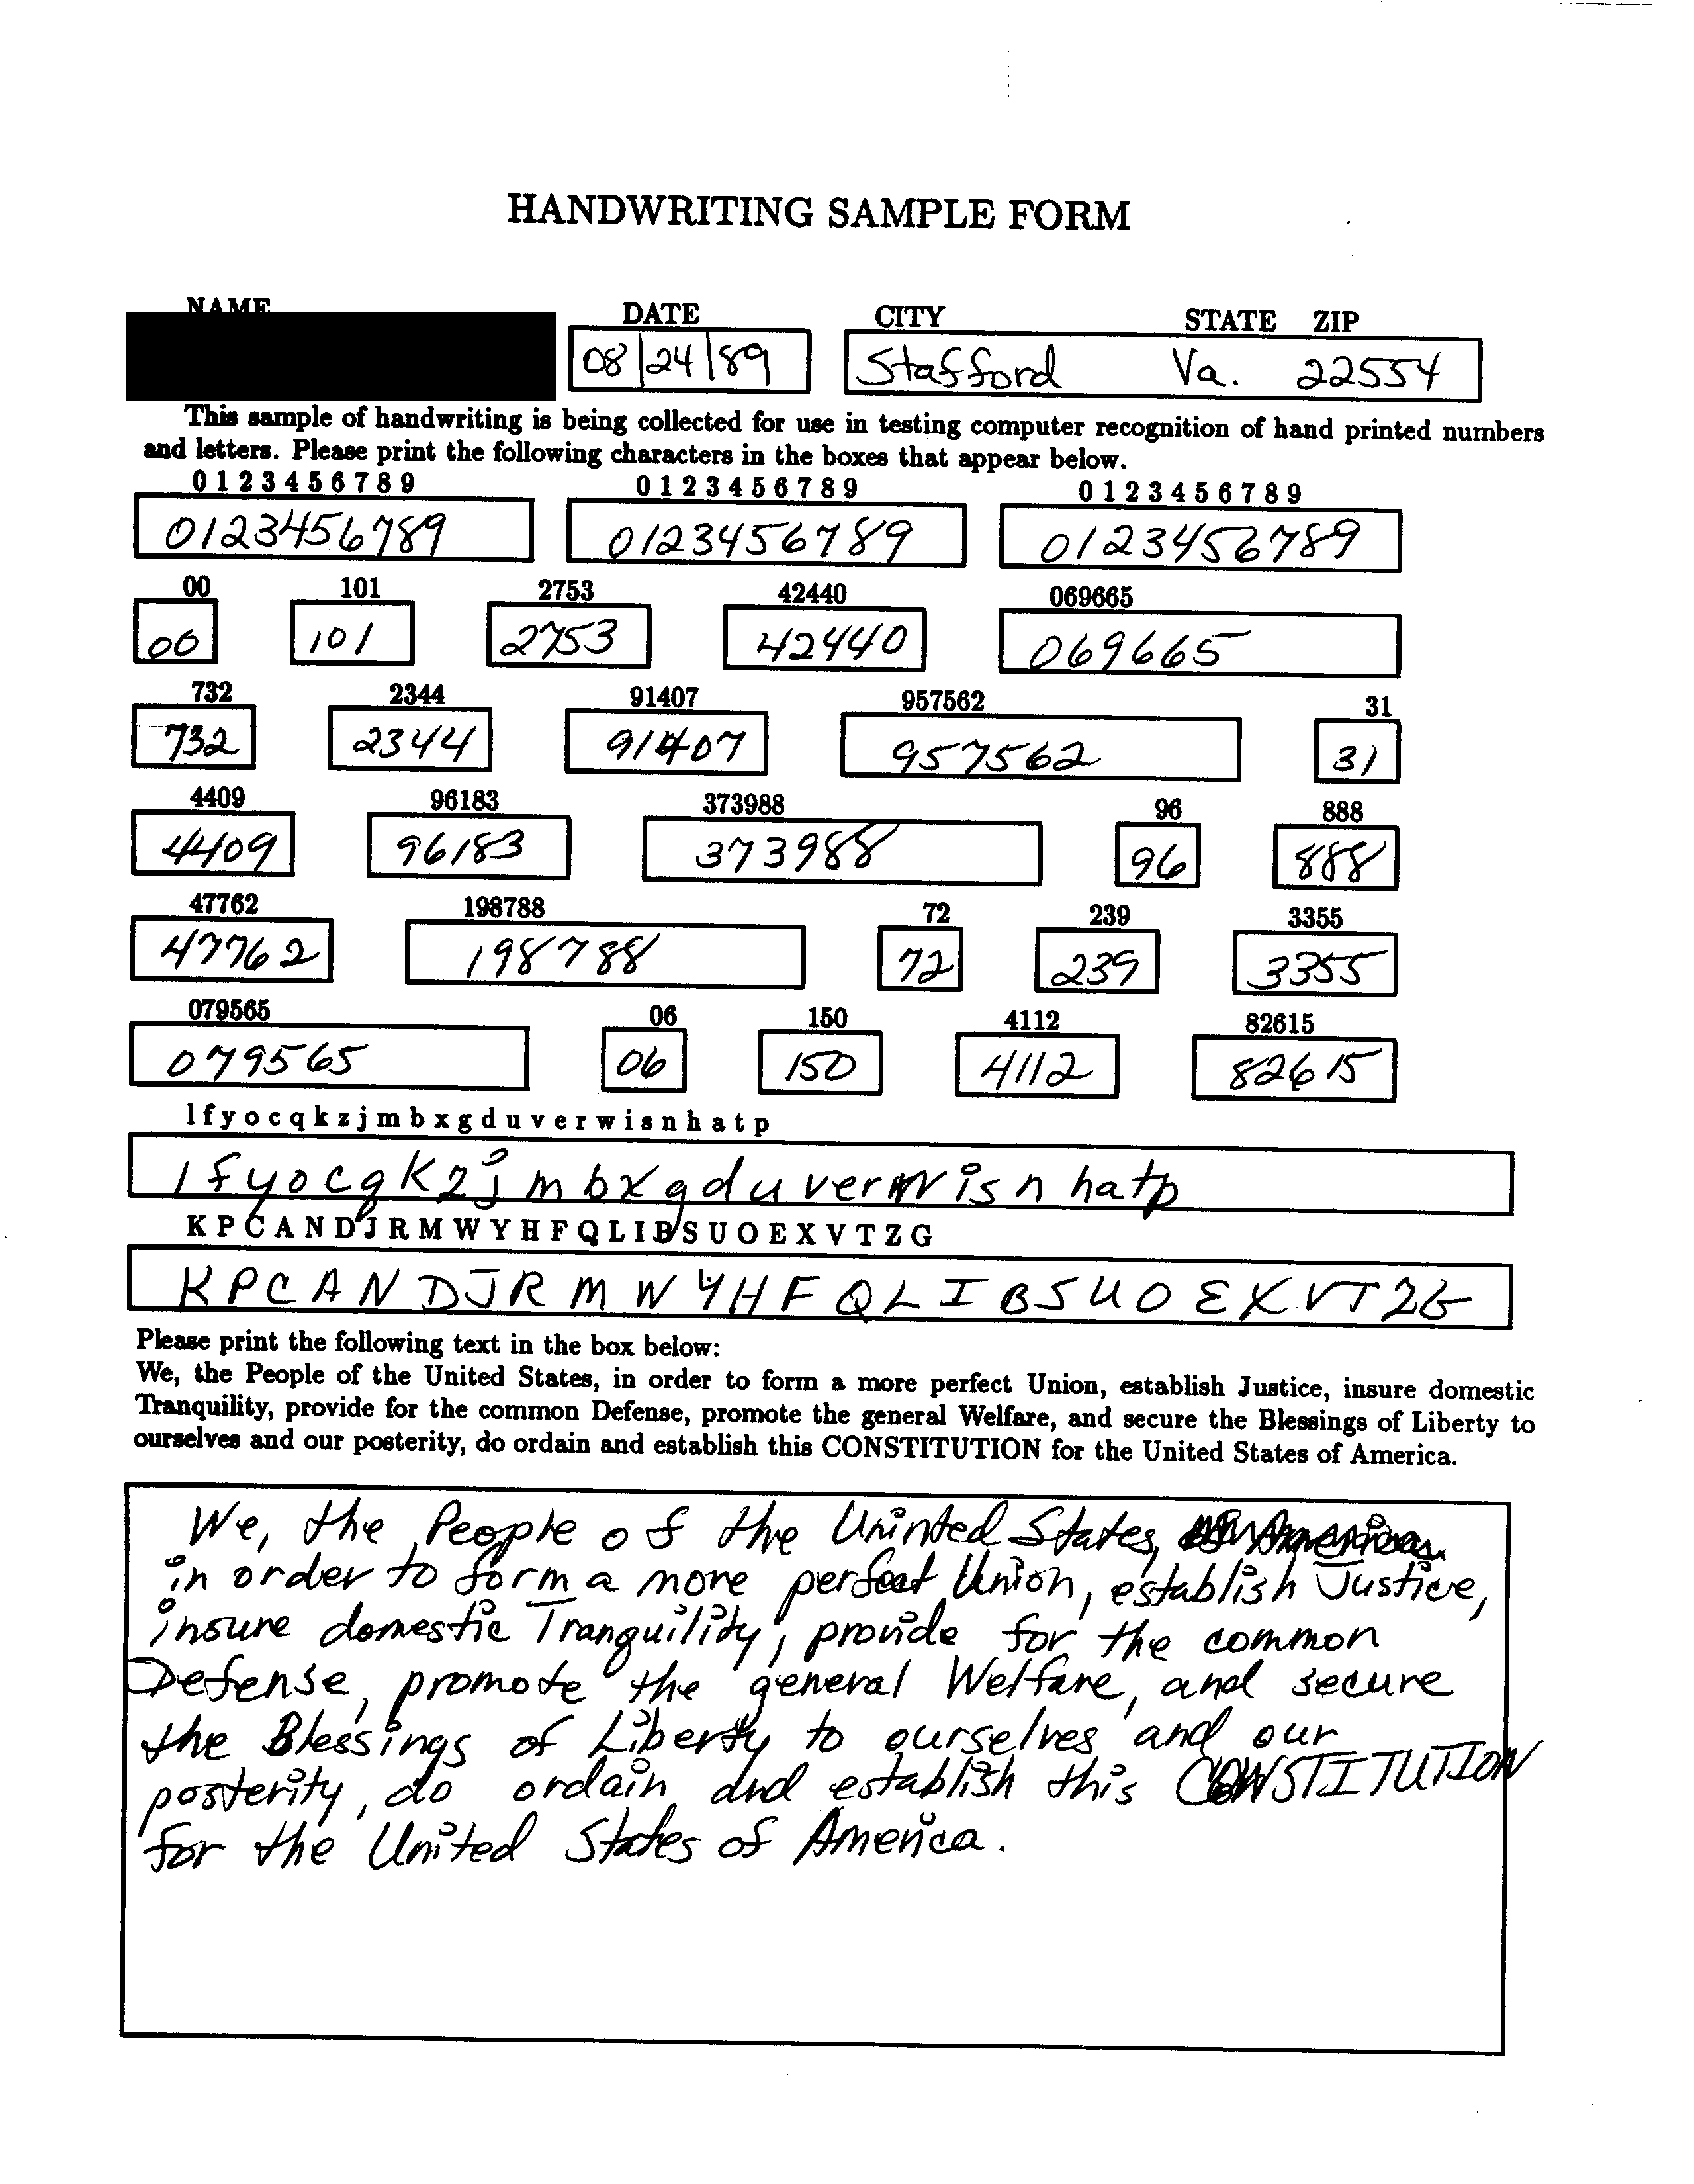 HANDWRITING SAMPLE FORM
NAME DATE CITY STATE ZIP
08/24/89 Stafford Va. 22554
This sample of handwriting is being collected for use in testing computer recognition of hand printed numbers
and letters. Please print the following characters in the boxes that appear below.
0 1 2 3 4 5 6 7 8 9 0 1 2 3 4 5 6 7 8 9 0 1 2 3 4 5 6 7 8 9
0123456789 0123456789 0123456789
00 101 2753 42440 069665
00 101 2753 42440 069665
732 2344 91407 957562 31
732 2344 91407 957562 31
4409 96183 373988 96 888
4409 96183 373988 96 888
47762 198788 72 239 3355
47762 198788 72 239 3355
079565 06 150 4112 82615
079565 06 150 4112 82615
l f y o c q k z j m b x g d u v e r w i s n h a t p
l f y o c q k z j m b x g d u v e r w i s n h a t p
K P C A N D J R M W Y H F Q L I B S U O E X V T Z G
K P C A N D J R M W Y H F Q L I B S U O E X V T Z G
Please print the following text in the box below:
We, the People of the United States, in order to form a more perfect Union, establish Justice, insure domestic
Tranquility, provide for the common Defense, promote the general Welfare, and secure the Blessings of Liberty to
ourselves and our posterity, do ordain and establish this CONSTITUTION for the United States of America.
We, the People of the Uninted States,
in order to form a more perfect Union, establish Justice,
insure domestic Tranquility, provide for the common
Defense, promote the general Welfare, and secure
the Blessings of Liberty to ourselves and our
posterity, do ordain and establish this CONSTITUTION
for the United States of America.